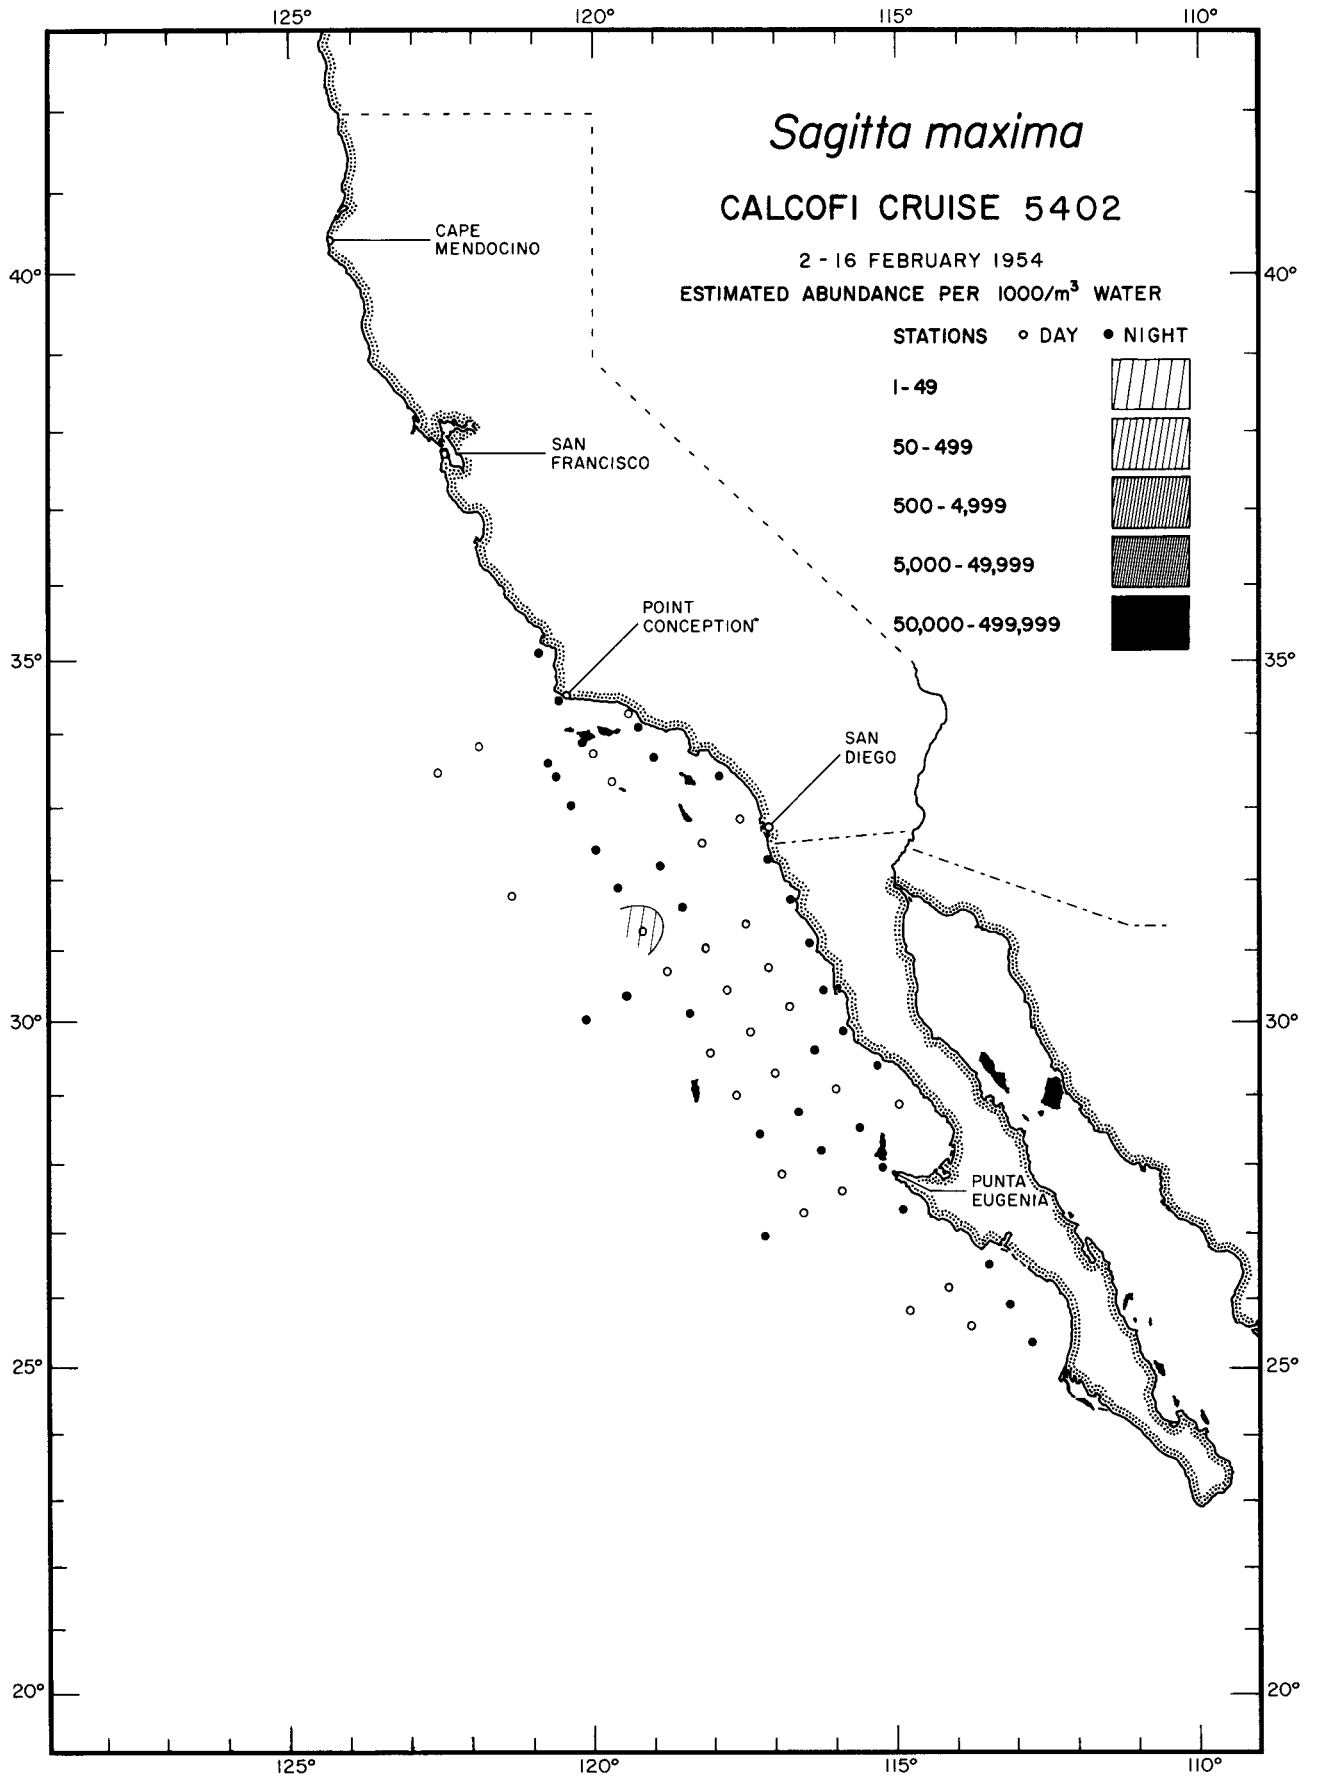 125° 120° 115° 110°
Sagitta maxima
CALCOFI CRUISE 5402
2-16 FEBRUARY 1954
ESTIMATED ABUNDANCE PER 1000/m³ WATER
STATIONS ○ DAY ● NIGHT
1-49
50-499
500-4,999
5,000-49,999
50,000-499,999
CAPE
MENDOCINO
40° 40°
SAN
FRANCISCO
POINT
CONCEPTION
35° 35°
SAN
DIEGO
30° 30°
PUNTA
EUGENIA
25° 25°
20° 20°
125° 120° 115° 110°